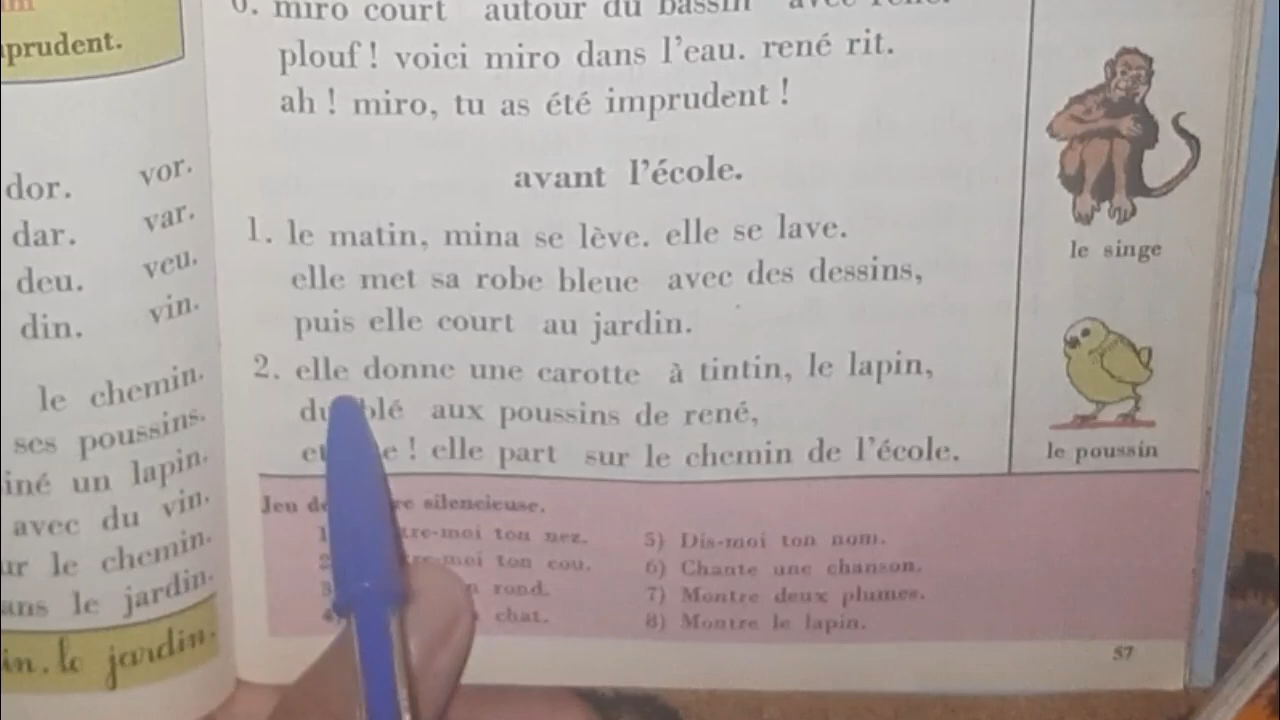 prudent.
dor. vor.
dar. var.
deu. veu.
din. vin.
le chemin.
ses poussins.
un lapin.
avec du vin.
le chemin.
le jardin.
le jardin.
miro court autour du bassin avec rené.
plouf ! voici miro dans l'eau. rené rit.
ah ! miro, tu as été imprudent !
avant l'école.
1. le matin, mina se lève. elle se lave.
elle met sa robe bleue avec des dessins,
puis elle court au jardin.
2. elle donne une carotte à tintin, le lapin,
blé aux poussins de rené,
! elle part sur le chemin de l'école.
le singe
le poussin
Jeu silencieuse.
ton nez.
ton cou.
rond.
chat.
5) Dis-moi ton nom.
6) Chante une chanson.
7) Montre deux plumes.
8) Montre le lapin.
57